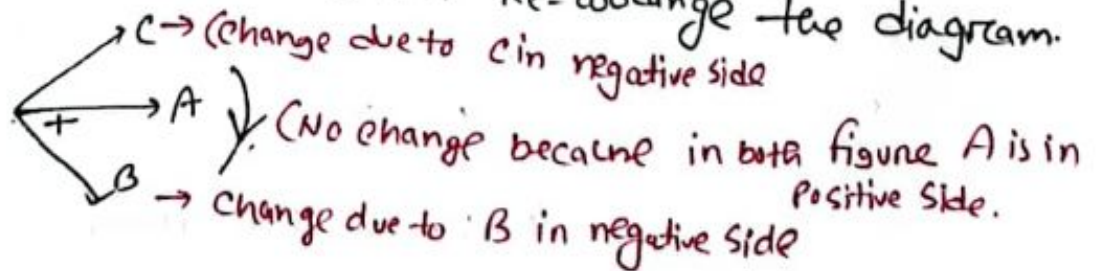 the diagram.
C → (Change due to C in negative side
+ → A (No change becaune in both figune A is in
Positive Side.
B → Change due to B in negative side